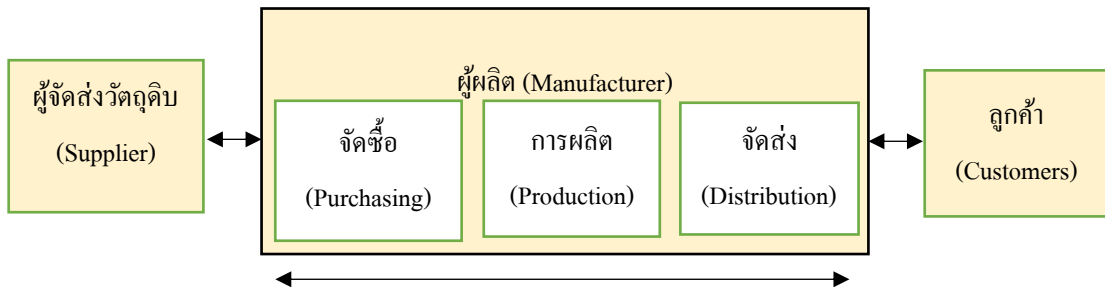 ผู้จัดส่งวัตถุดิบ
(Supplier)
ผู้ผลิต (Manufacturer)
จัดซื้อ
(Purchasing)
การผลิต
(Production)
จัดส่ง
(Distribution)
ลูกค้า
(Customers)